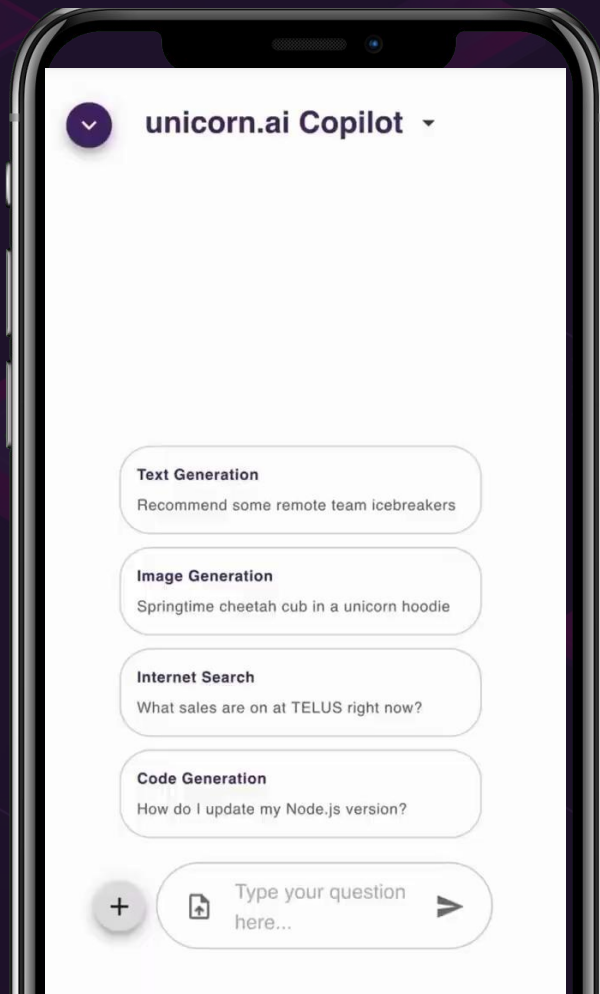 unicorn.ai Copilot
Text Generation
Recommend some remote team icebreakers
Image Generation
Springtime cheetah cub in a unicorn hoodie
Internet Search
What sales are on at TELUS right now?
Code Generation
How do I update my Node.js version?
Type your question
here...